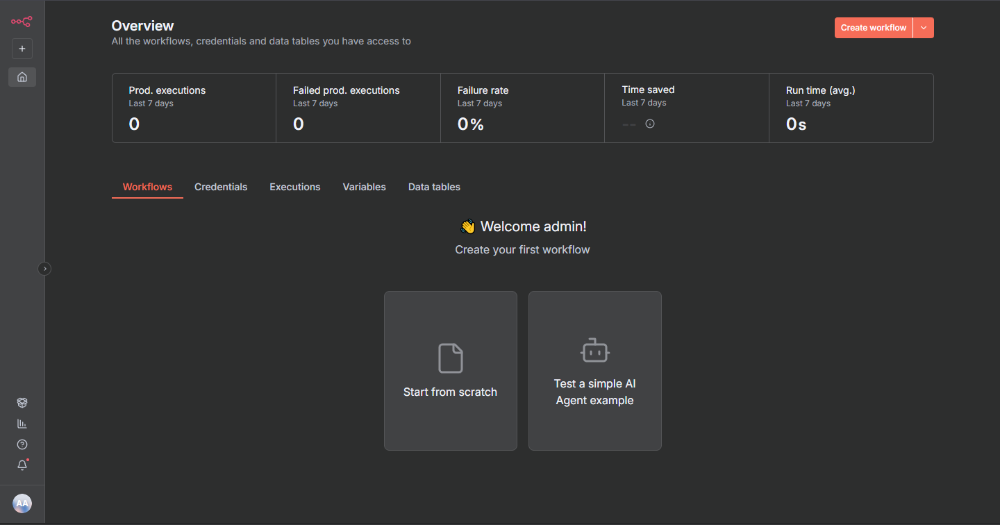 Overview
All the workflows, credentials and data tables you have access to
Create workflow
Prod. executions
Last 7 days
0
Failed prod. executions
Last 7 days
0
Failure rate
Last 7 days
0%
Time saved
Last 7 days
--
Run time (avg.)
Last 7 days
0s
Workflows
Credentials
Executions
Variables
Data tables
👋 Welcome admin!
Create your first workflow
Start from scratch
Test a simple AI
Agent example
AA